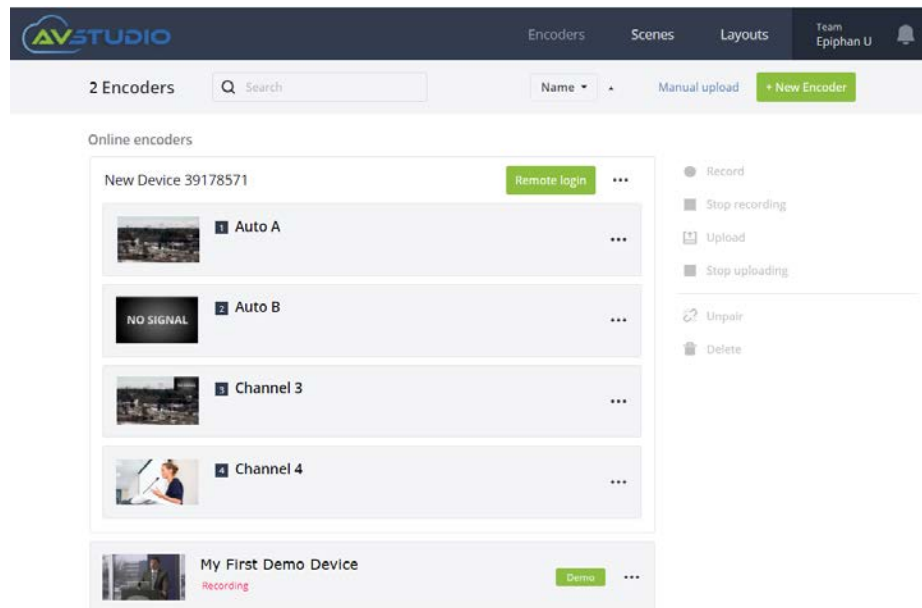 AVSTUDIO
Encoders Scenes Layouts Team Epiphan U
2 Encoders Search Name Manual upload + New Encoder
Online encoders
New Device 39178571 Remote login ...
Record
Stop recording
Upload
Stop uploading
Unpair
Delete
1 Auto A ...
NO SIGNAL 2 Auto B ...
3 Channel 3 ...
4 Channel 4 ...
My First Demo Device
Recording
Demo ...